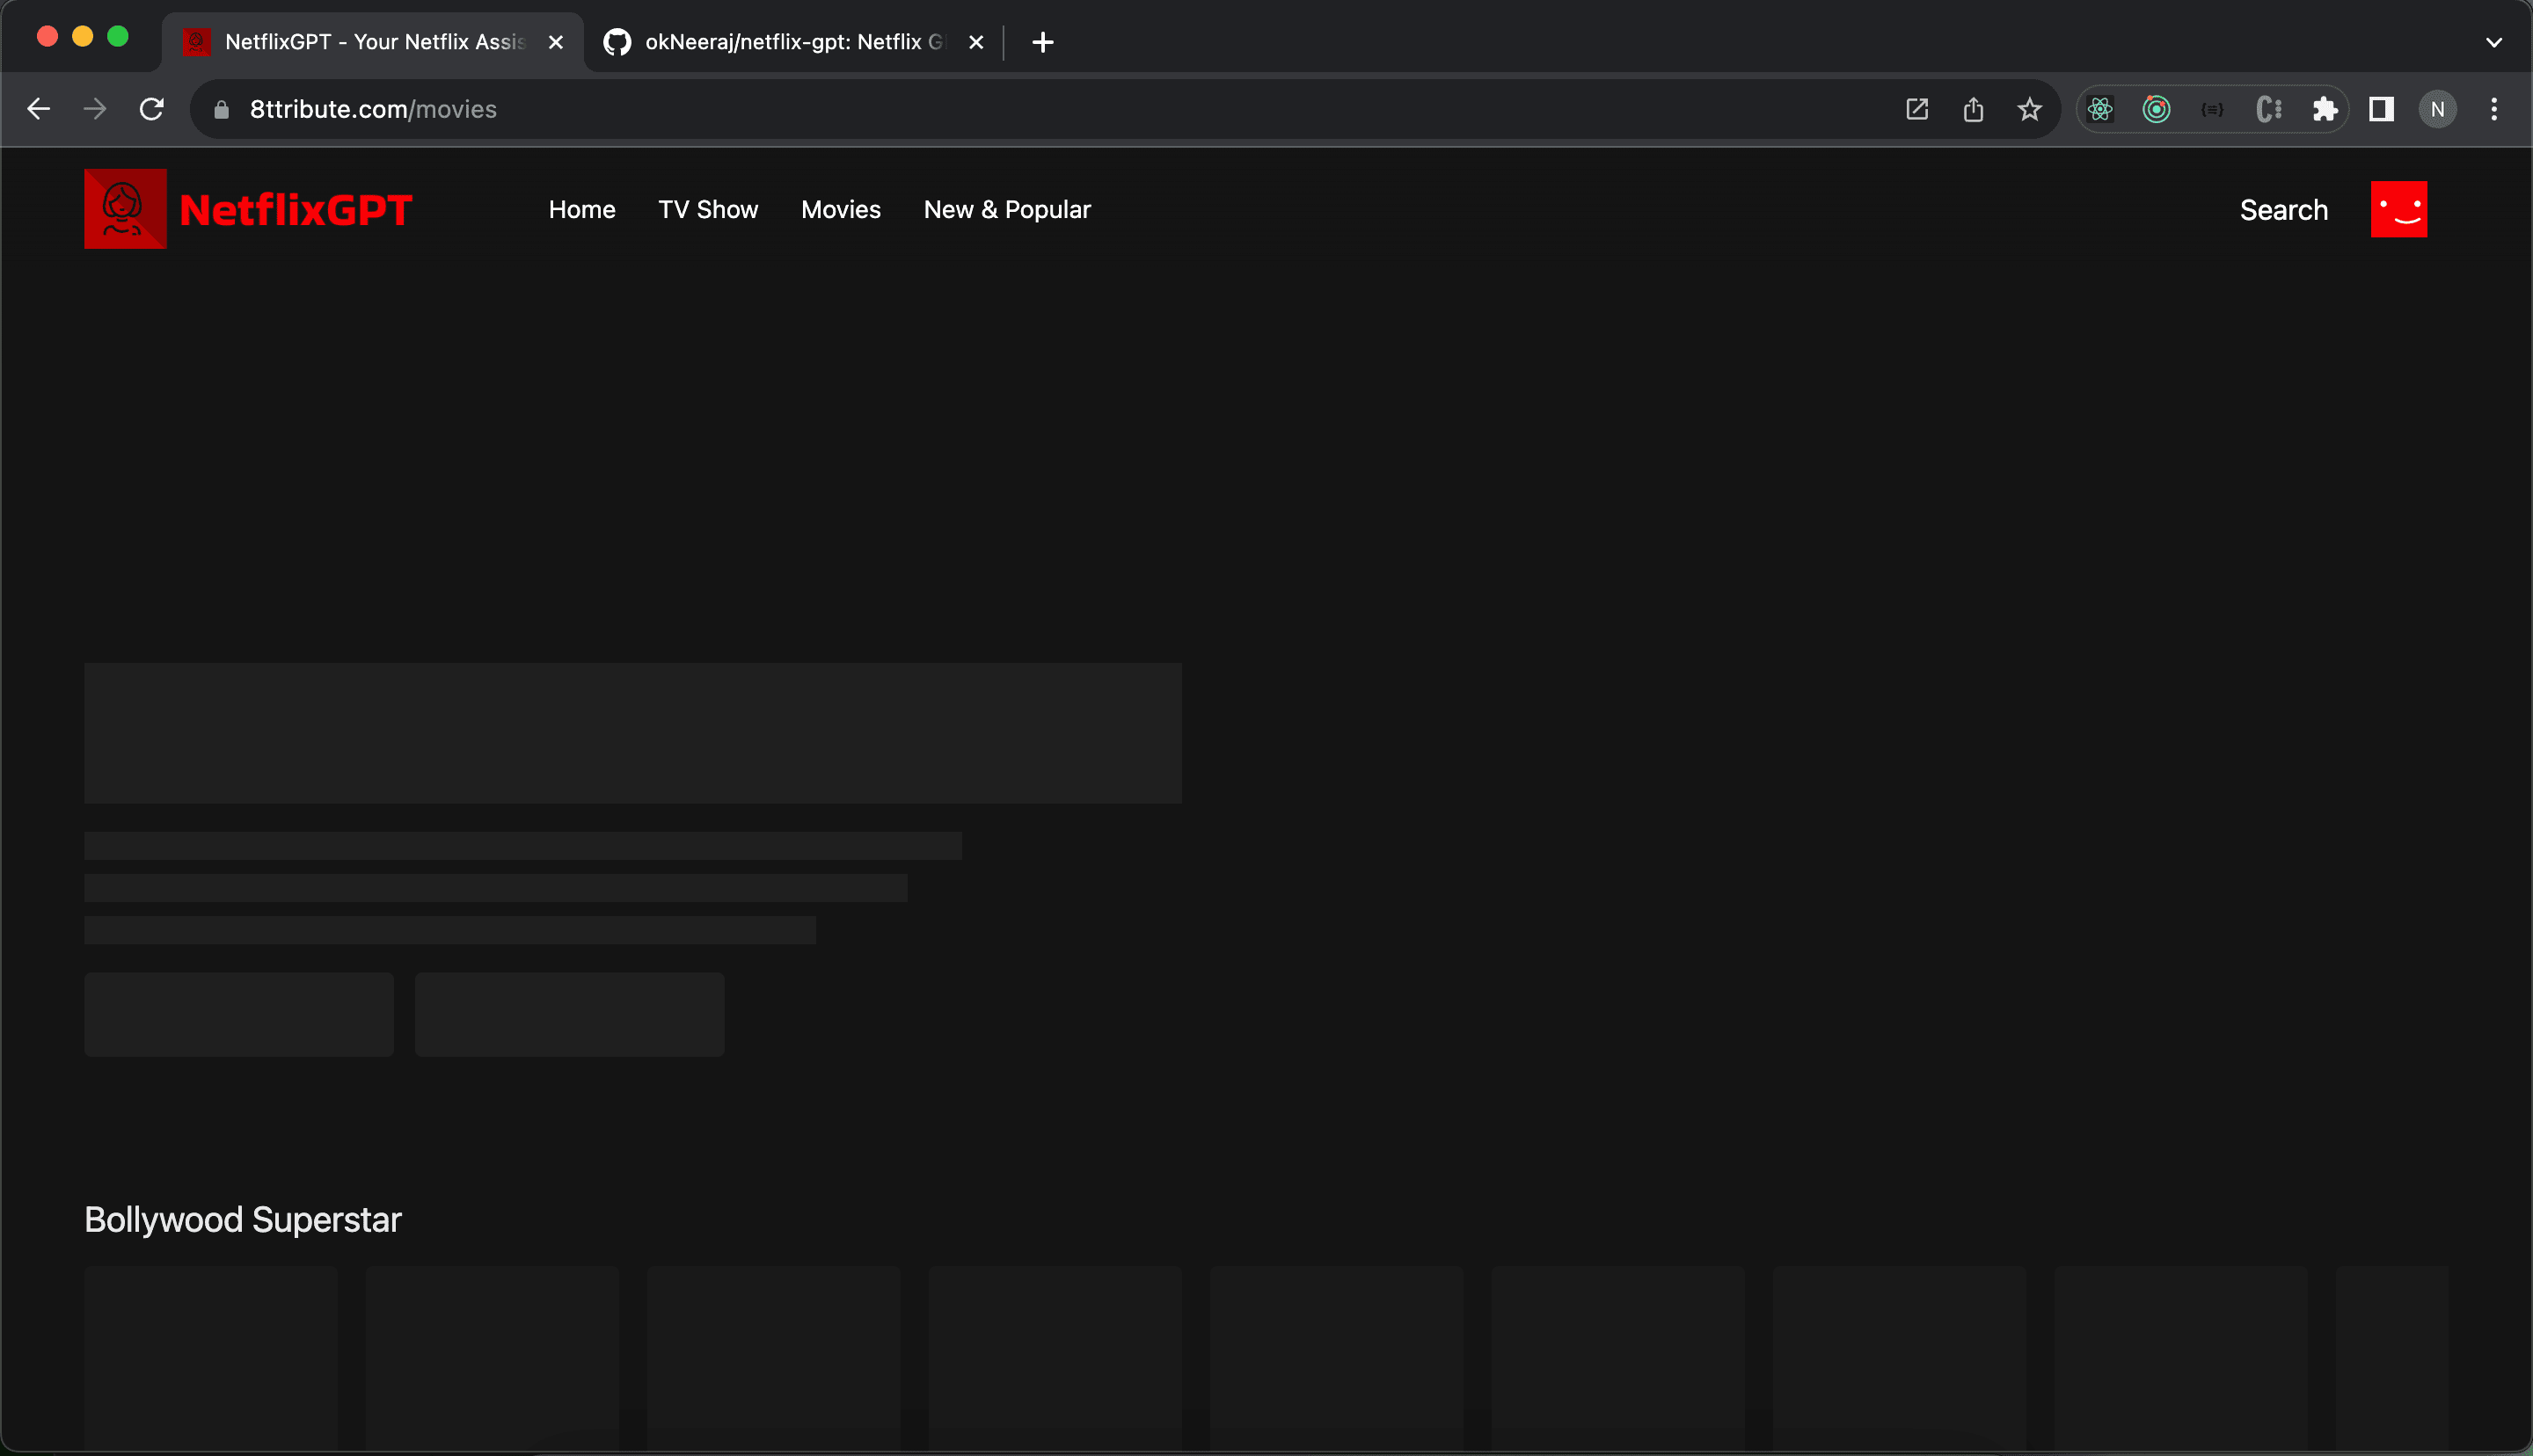 NetflixGPT - Your Netflix Assis
okNeeraj/netflix-gpt: Netflix G
8ttribute.com/movies
N
NetflixGPT
Home
TV Show
Movies
New & Popular
Search
Bollywood Superstar